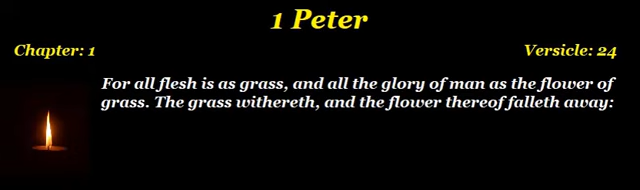 1 Peter
Chapter: 1
Versicle: 24
For all flesh is as grass, and all the glory of man as the flower of
grass. The grass withereth, and the flower thereof falleth away: